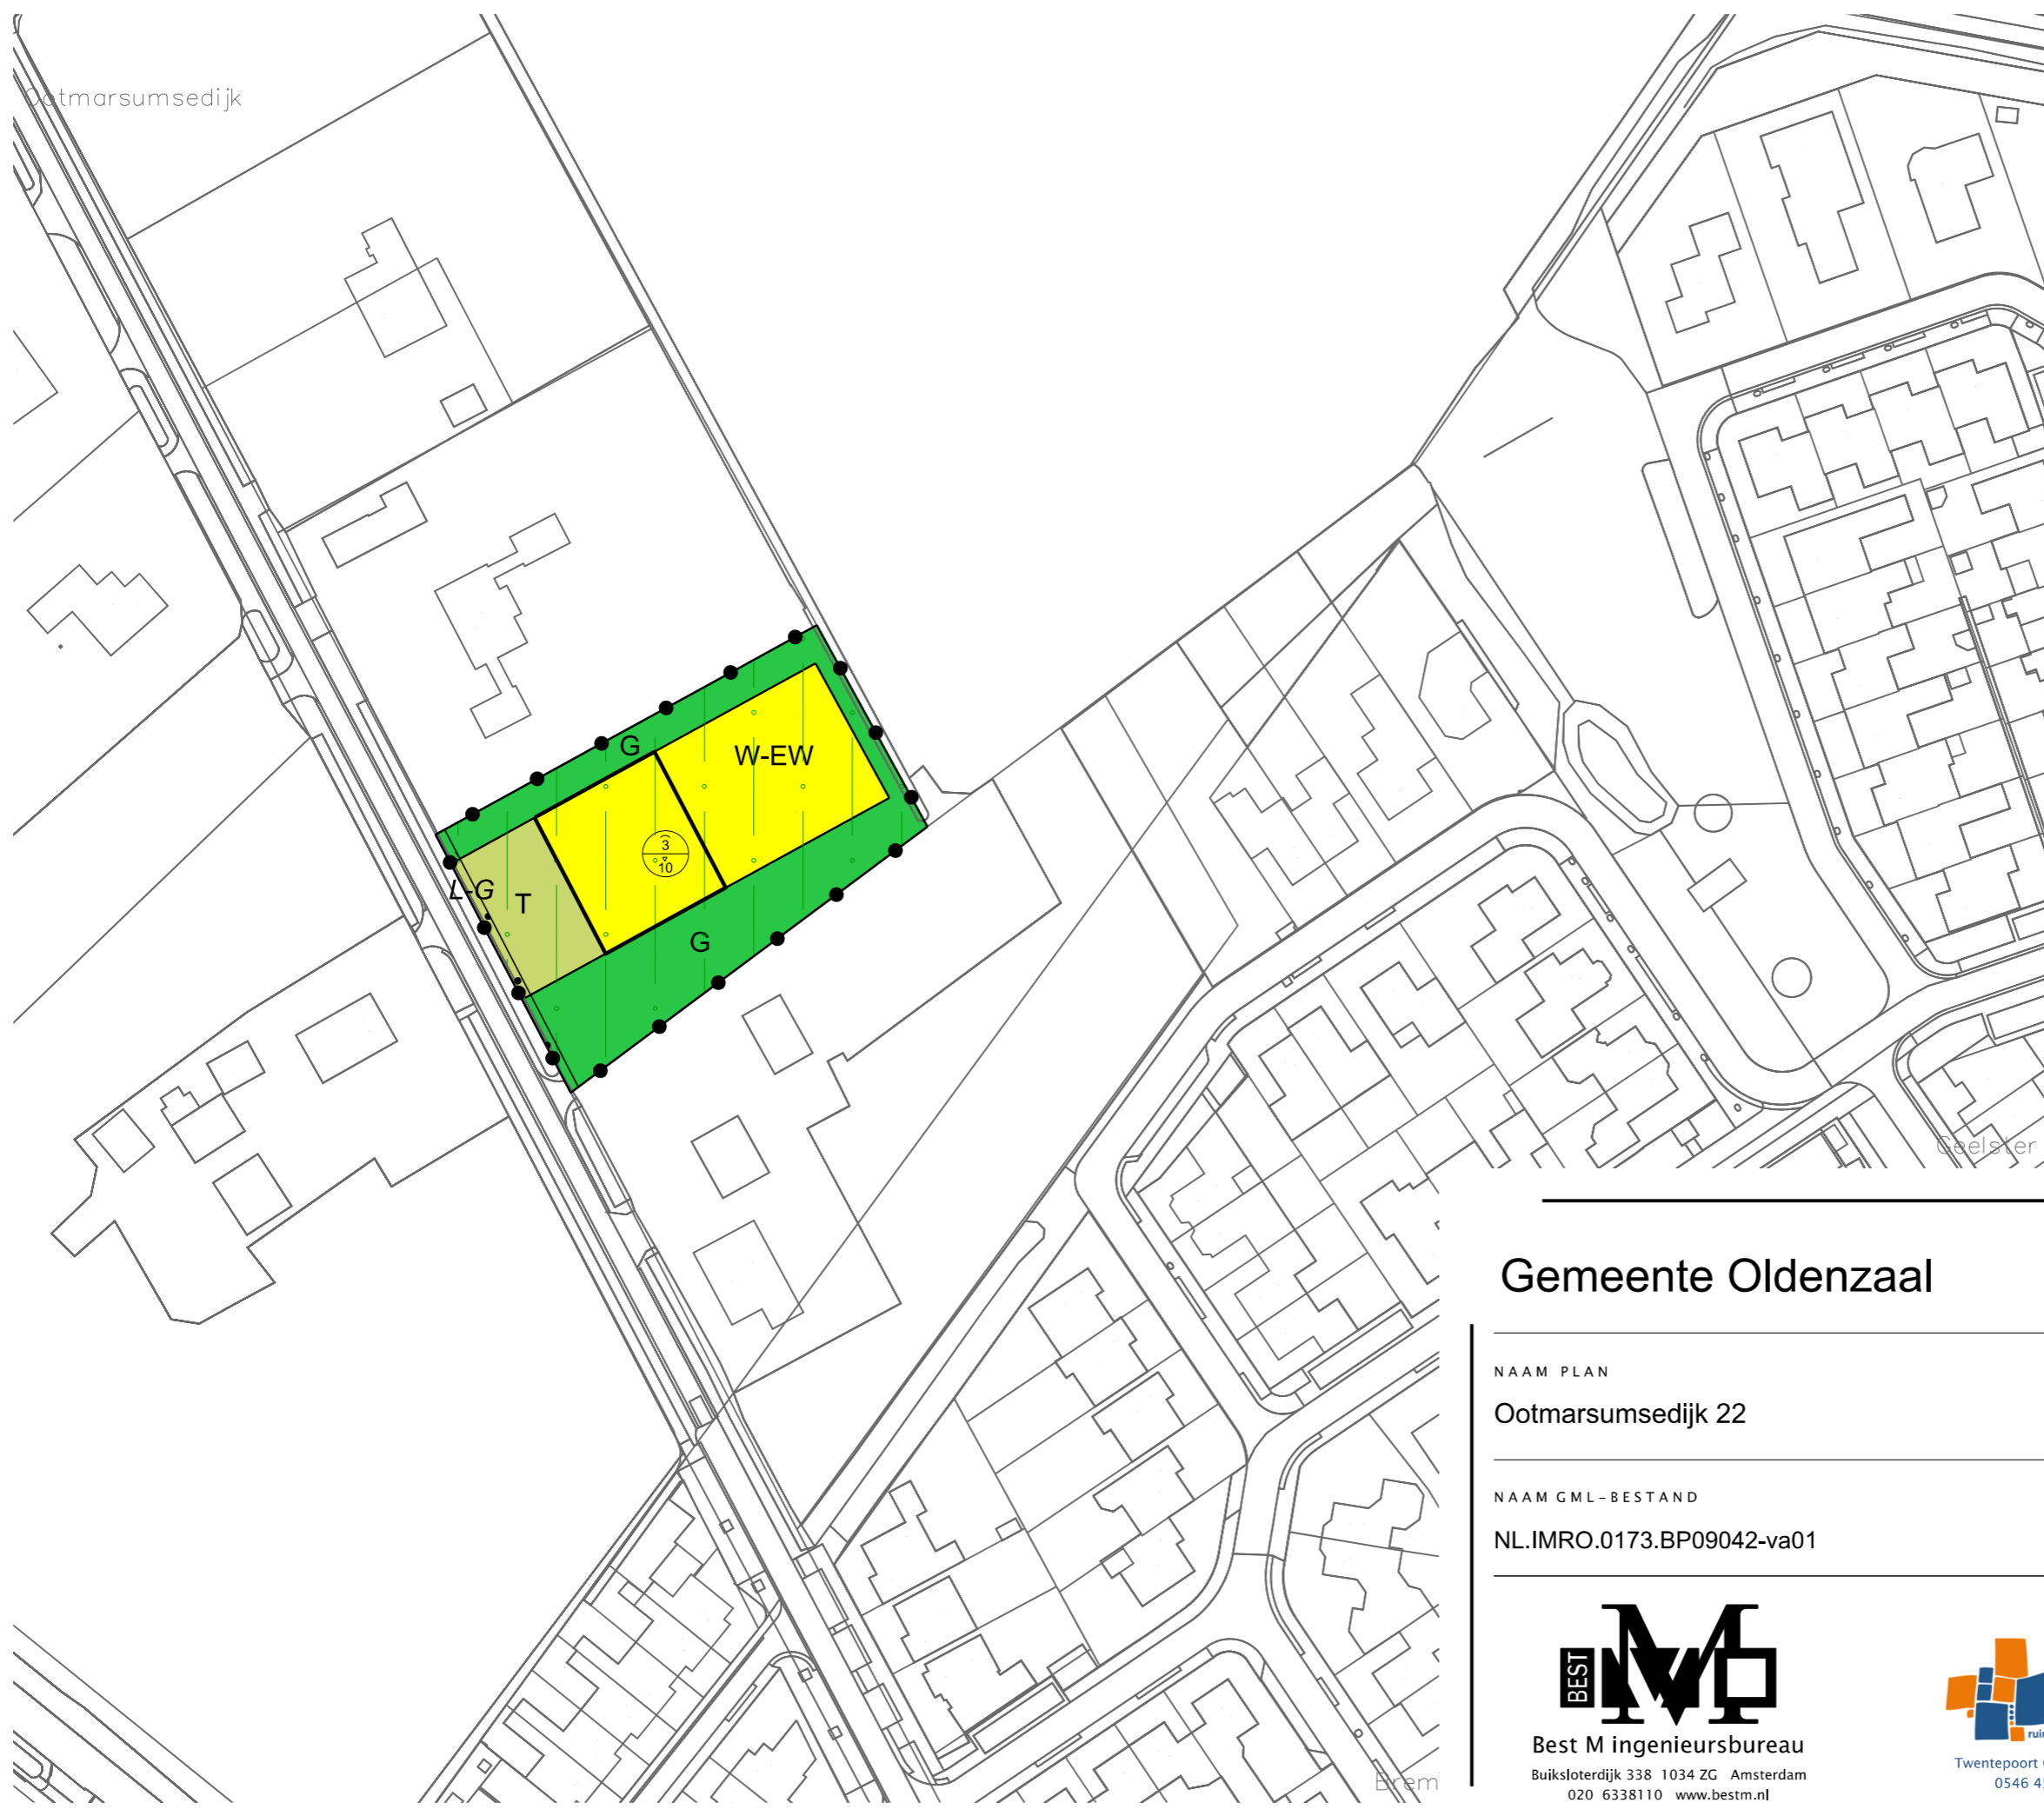 Ootmarsumsedijk
G
W-EW
3
10
L-G
T
G
Geelster
Gemeente Oldenzaal
NAAM PLAN
Ootmarsumsedijk 22
NAAM GML-BESTAND
NL.IMRO.0173.BP09042-va01
BEST
Best M ingenieursbureau
Buiksloterdijk 338 1034 ZG Amsterdam
020 6338110 www.bestm.nl
Twentepoort
0546
Brem